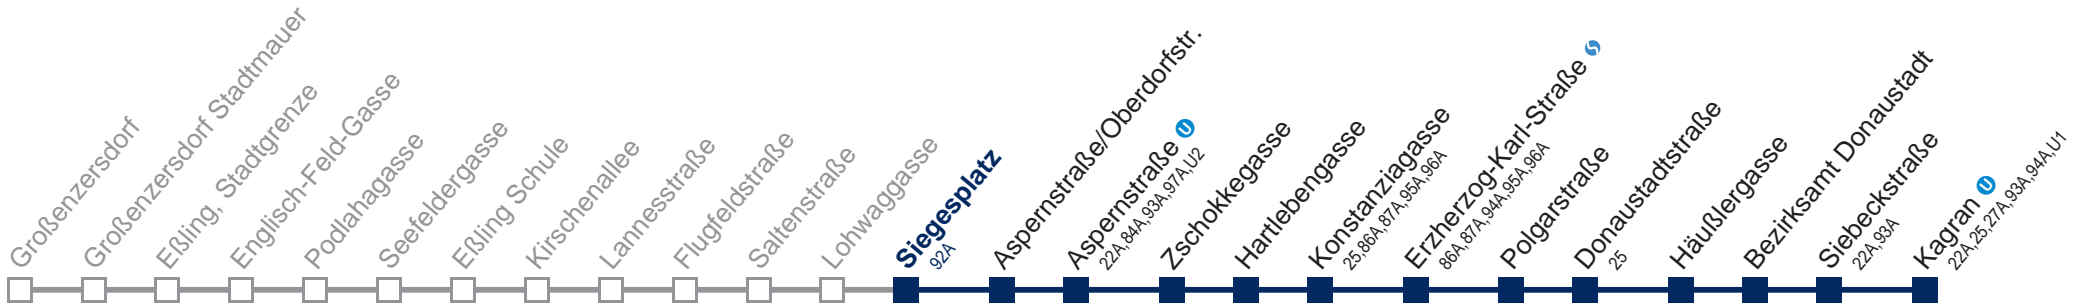 Großenzersdorf
Großenzersdorf Stadtmauer
Eßling, Stadtgrenze
Englisch-Feld-Gasse
Podlahagasse
Seefeldergasse
Eßling Schule
Kirschenallee
Lannesstraße
Flugfeldstraße
Saltenstraße
Lohwaggasse
Siegesplatz
92A
Aspernstraße/Oberdorfstr.
Aspernstraße U
22A,84A,93A,97A,U2
Zschokkegasse
Hartlebengasse
Konstanziagasse
25,86A,87A,95A,96A
Erzherzog-Karl-Straße S
86A,87A,94A,95A,96A
Polgarstraße
Donaustadtstraße
25
Häußlergasse
Bezirksamt Donaustadt
Siebeckstraße
22A,93A
Kagran U
22A,25,27A,93A,94A,U1